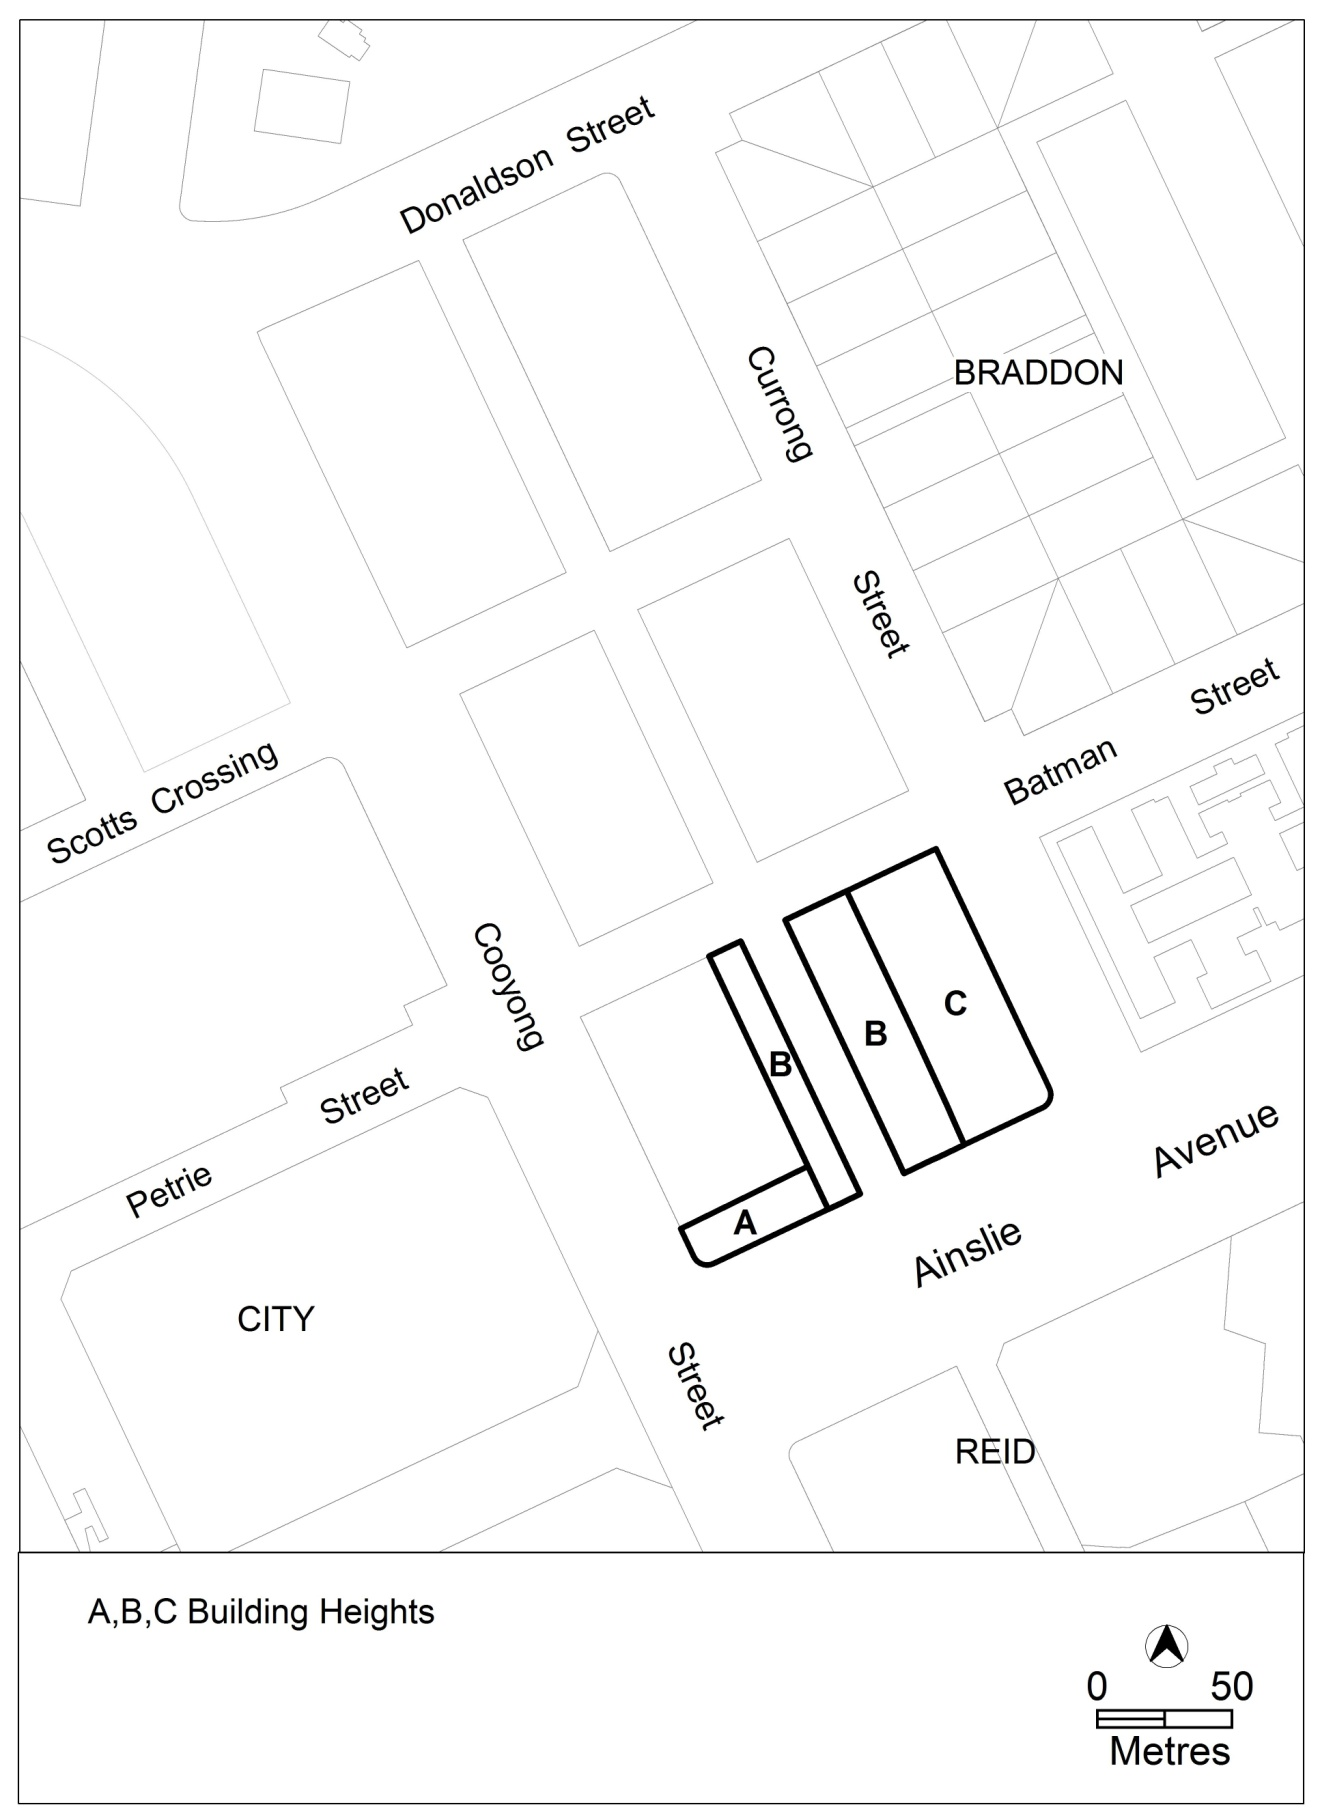 Donaldson Street
Currong
BRADDON
Street
Street
Batman
Scotts Crossing
Cooyong
C
B
B
Street
Avenue
Petrie
A
Ainslie
CITY
Street
REID
A,B,C Building Heights
0 50
Metres